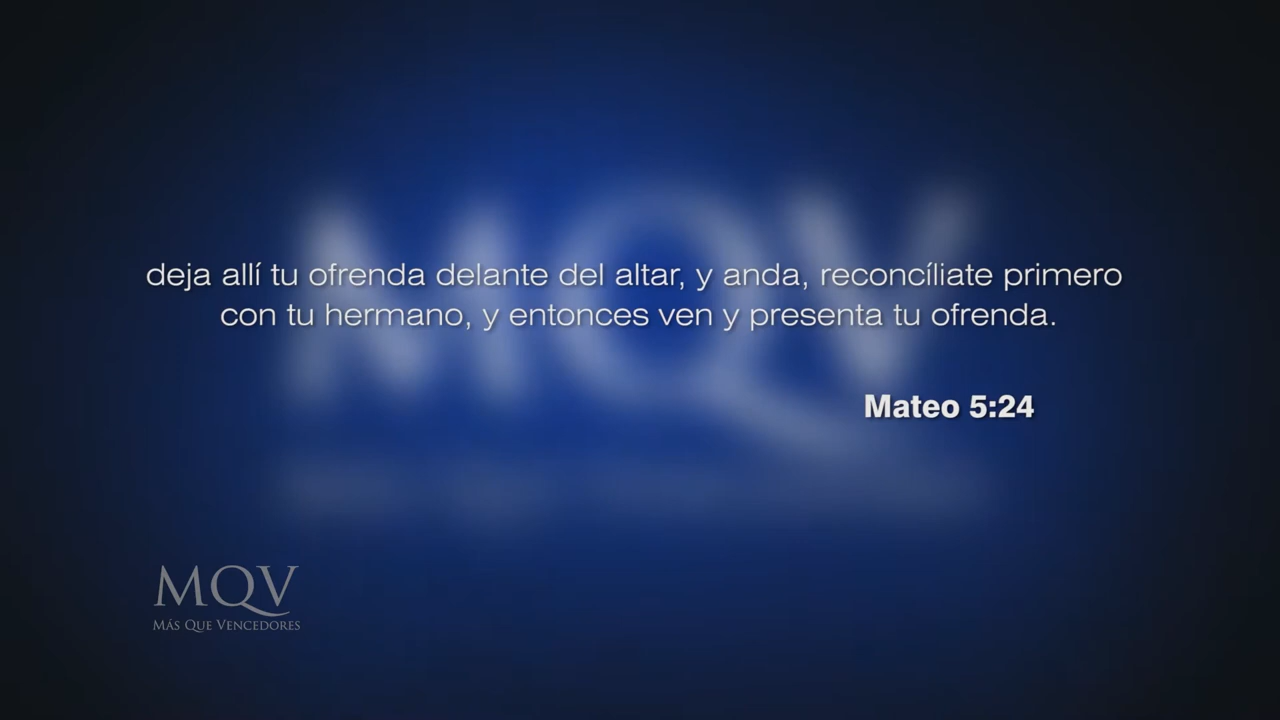 deja allí tu ofrenda delante del altar, y anda, reconcíliate primero
con tu hermano, y entonces ven y presenta tu ofrenda.
Mateo 5:24
MQV
MQV
Más Que Vencedores